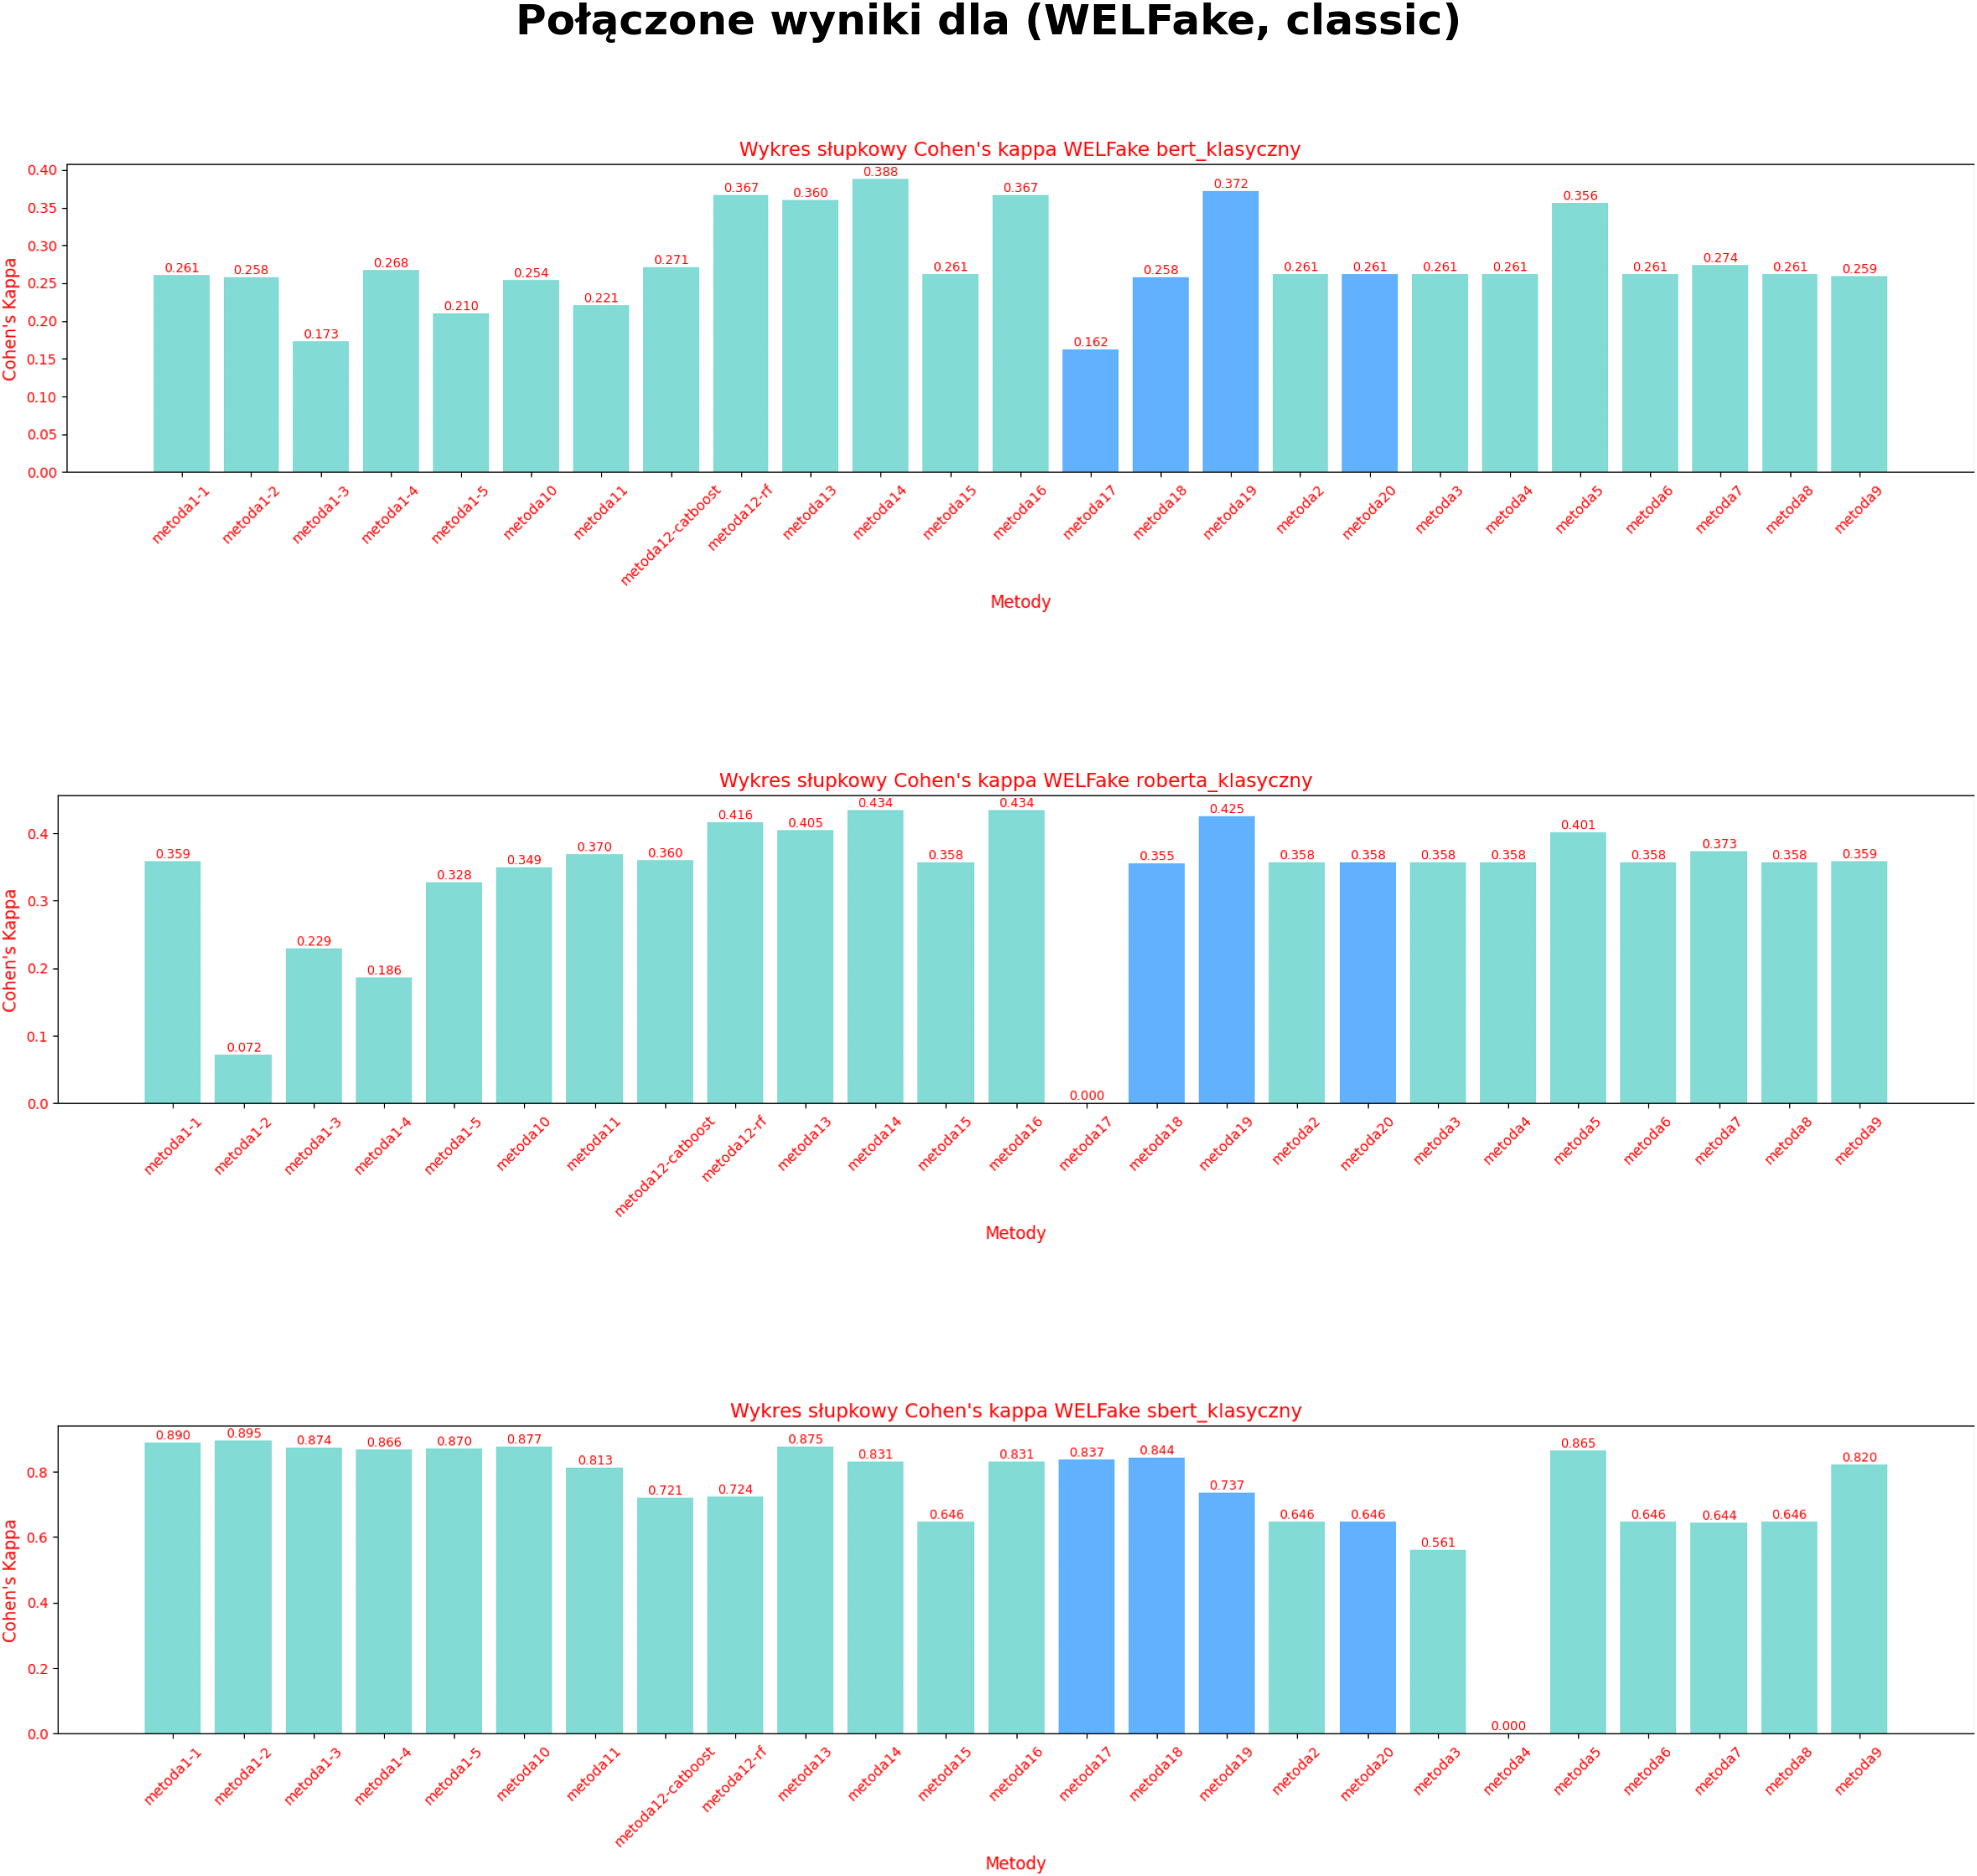 Połączone wyniki dla (WELFake, classic)
Wykres słupkowy Cohen's kappa WELFake bert_klasyczny
Cohen's Kappa
0.40
0.35
0.30
0.25
0.20
0.15
0.10
0.05
0.00
0.261 0.258 0.173 0.268 0.210 0.254 0.221 0.271 0.367 0.360 0.388 0.261 0.367 0.162 0.258 0.372 0.261 0.261 0.261 0.261 0.356 0.261 0.274 0.261 0.259
metoda1-1 metoda1-2 metoda1-3 metoda1-4 metoda1-5 metoda10 metoda11 metoda12-catboost metoda12-rf metoda13 metoda14 metoda15 metoda16 metoda17 metoda18 metoda19 metoda2 metoda20 metoda3 metoda4 metoda5 metoda6 metoda7 metoda8 metoda9
Metody
Wykres słupkowy Cohen's kappa WELFake roberta_klasyczny
Cohen's Kappa
0.4
0.3
0.2
0.1
0.0
0.359 0.072 0.229 0.186 0.328 0.349 0.370 0.360 0.416 0.405 0.434 0.358 0.434 0.000 0.355 0.425 0.358 0.358 0.358 0.358 0.401 0.358 0.373 0.358 0.359
metoda1-1 metoda1-2 metoda1-3 metoda1-4 metoda1-5 metoda10 metoda11 metoda12-catboost metoda12-rf metoda13 metoda14 metoda15 metoda16 metoda17 metoda18 metoda19 metoda2 metoda20 metoda3 metoda4 metoda5 metoda6 metoda7 metoda8 metoda9
Metody
Wykres słupkowy Cohen's kappa WELFake sbert_klasyczny
Cohen's Kappa
0.8
0.6
0.4
0.2
0.0
0.890 0.895 0.874 0.866 0.870 0.877 0.813 0.721 0.724 0.875 0.831 0.646 0.831 0.837 0.844 0.737 0.646 0.646 0.561 0.000 0.865 0.646 0.644 0.646 0.820
metoda1-1 metoda1-2 metoda1-3 metoda1-4 metoda1-5 metoda10 metoda11 metoda12-catboost metoda12-rf metoda13 metoda14 metoda15 metoda16 metoda17 metoda18 metoda19 metoda2 metoda20 metoda3 metoda4 metoda5 metoda6 metoda7 metoda8 metoda9
Metody